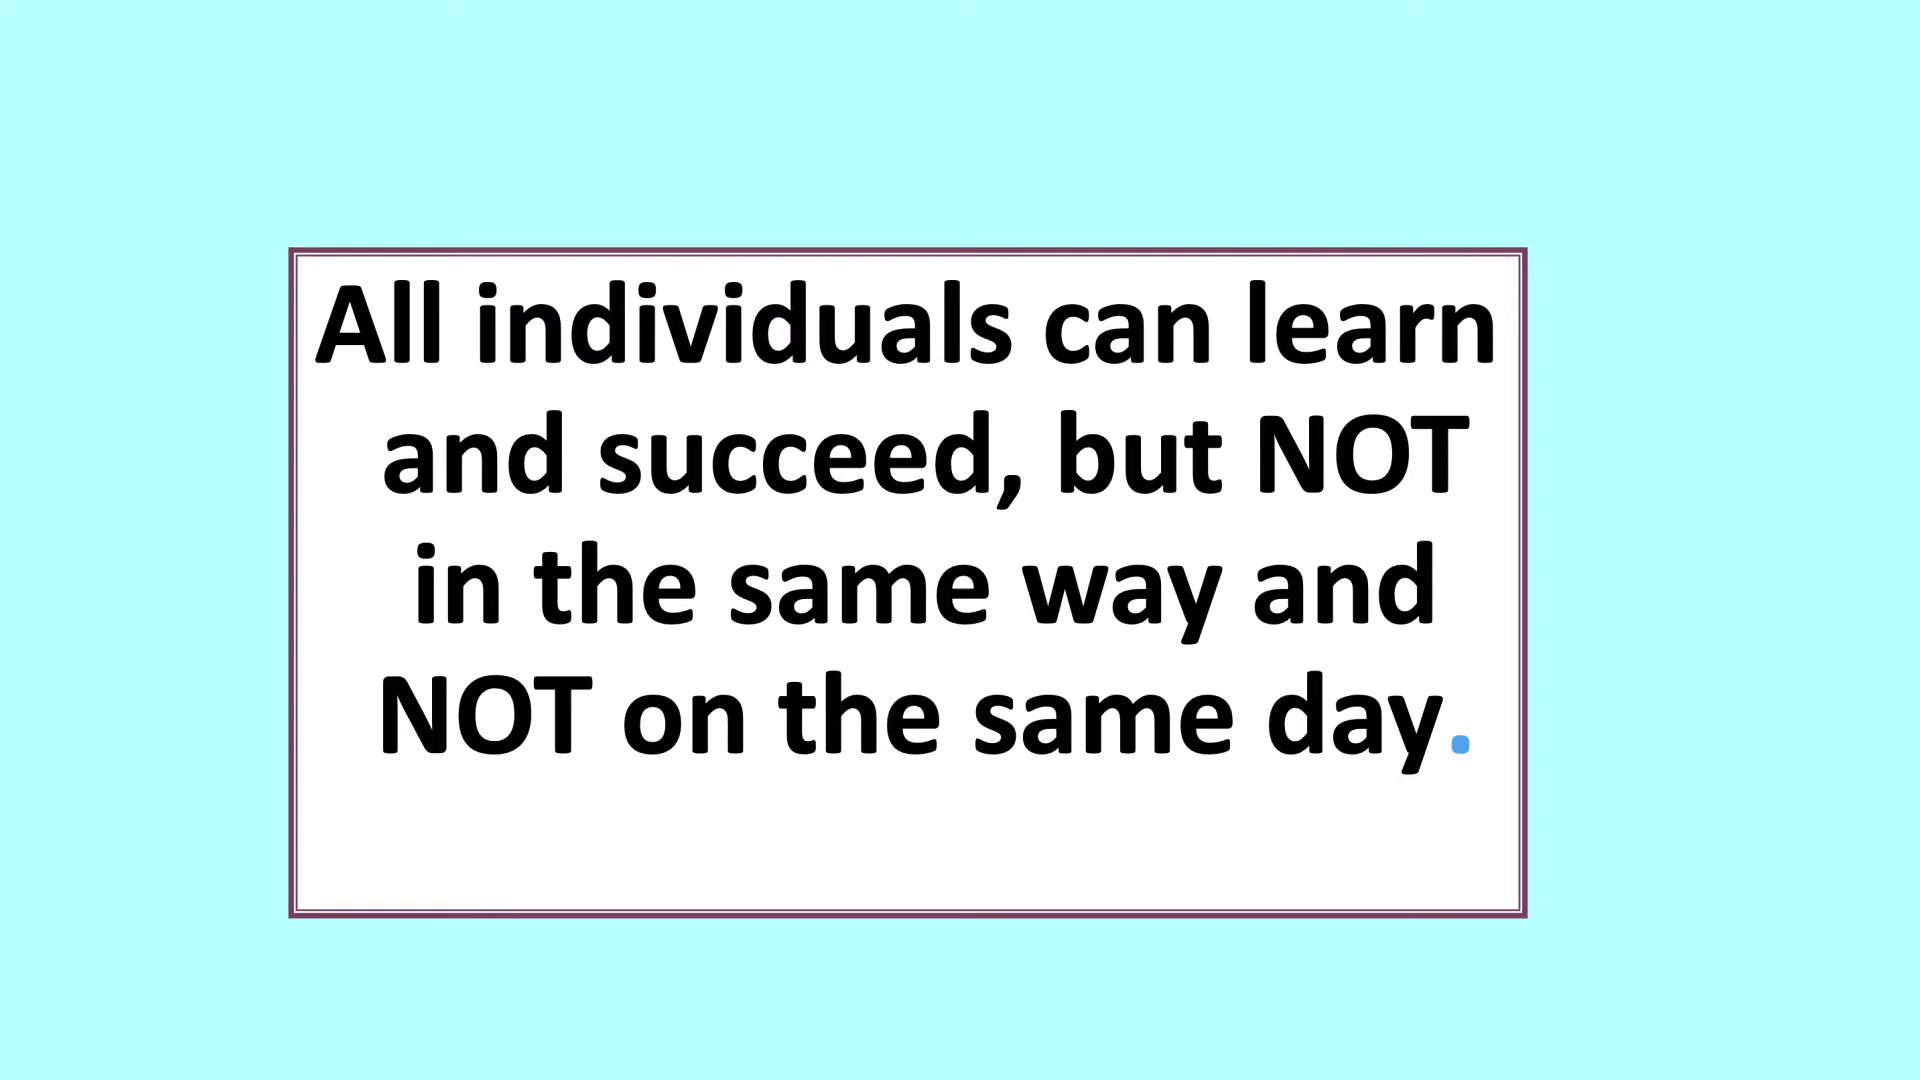 All individuals can learn
and succeed, but NOT
in the same way and
NOT on the same day.